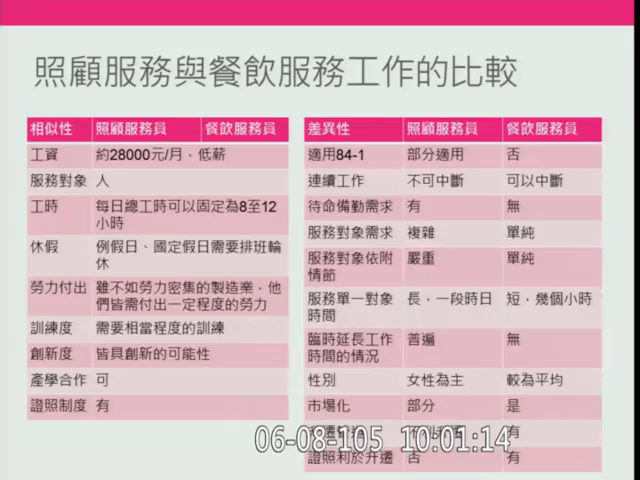 照顧服務與餐飲服務工作的比較
相似性 照顧服務員 餐飲服務員
工資 約28000元/月，低薪
服務對象 人
工時 每日總工時可以固定為8至12
小時
休假 例假日、國定假日需要排班輪
休
勞力付出 雖不如勞力密集的製造業，他
們皆需付出一定程度的勞力
訓練度 需要相當程度的訓練
創新度 皆具創新的可能性
產學合作 可
證照制度 有
差異性 照顧服務員 餐飲服務員
適用84-1 部分適用 否
連續工作 不可中斷 可以中斷
待命備勤需求 有 無
服務對象需求 複雜 單純
服務對象依附 嚴重 單純
情節
服務單一對象 長，一段時日 短，幾個小時
時間
臨時延長工作 普遍 無
時間的情況
性別 女性為主 較為平均
市場化 部分 是
有
證照利於升遷 否 有
06-08-105 10:01:14